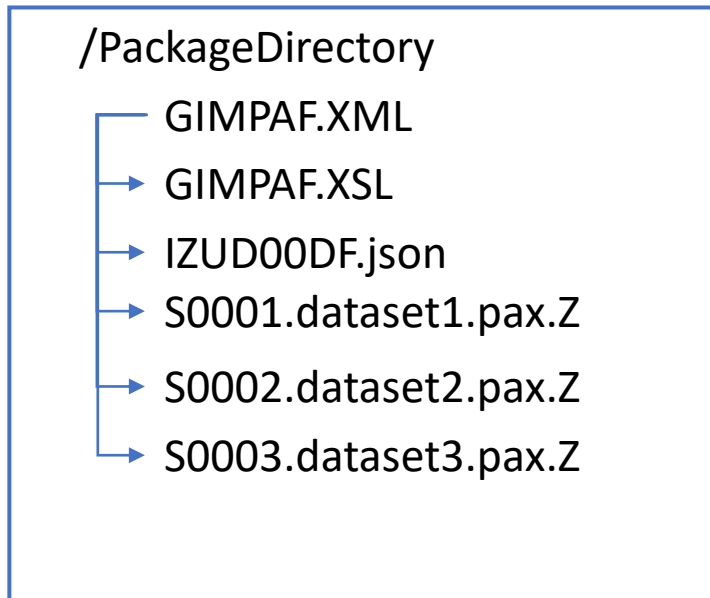 /PackageDirectory
GIMPAF.XML
GIMPAF.XSL
IZUD00DF.json
S0001.dataset1.pax.Z
S0002.dataset2.pax.Z
S0003.dataset3.pax.Z